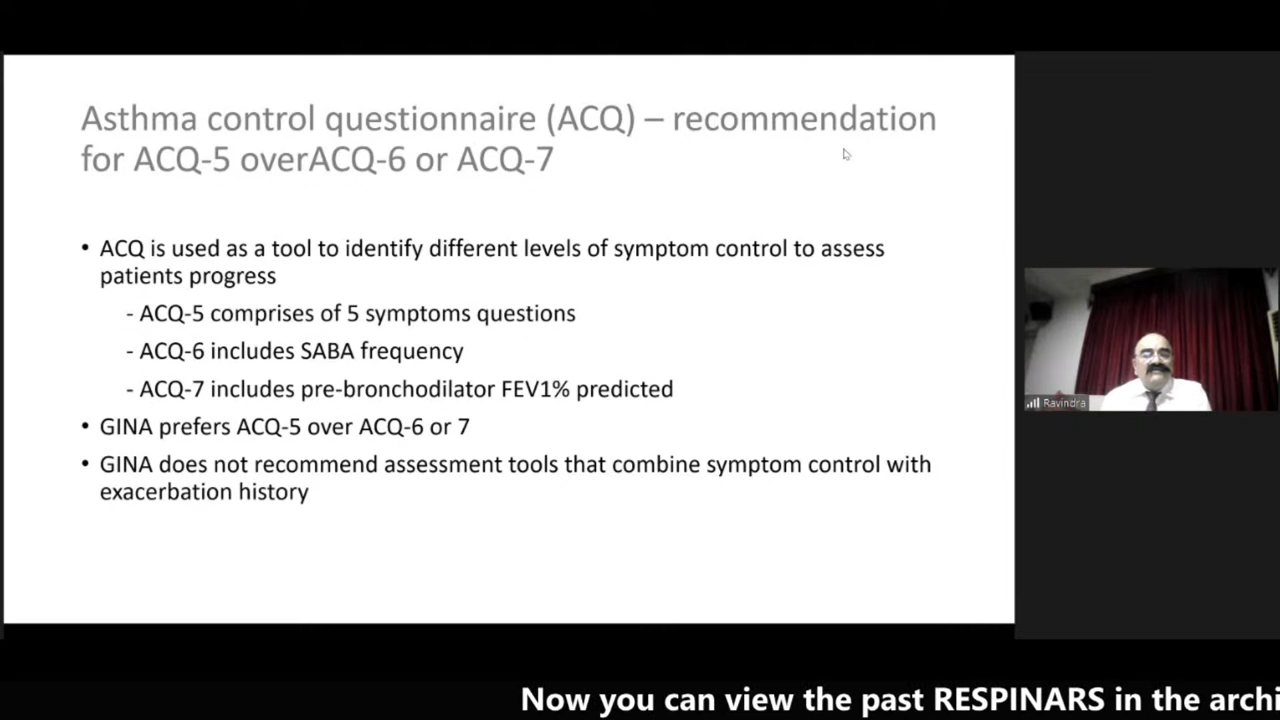 Asthma control questionnaire (ACQ) – recommendation
for ACQ-5 overACQ-6 or ACQ-7
• ACQ is used as a tool to identify different levels of symptom control to assess
patients progress
- ACQ-5 comprises of 5 symptoms questions
- ACQ-6 includes SABA frequency
- ACQ-7 includes pre-bronchodilator FEV1% predicted
• GINA prefers ACQ-5 over ACQ-6 or 7
• GINA does not recommend assessment tools that combine symptom control with
exacerbation history
Ravindra
Now you can view the past RESPINARS in the archi